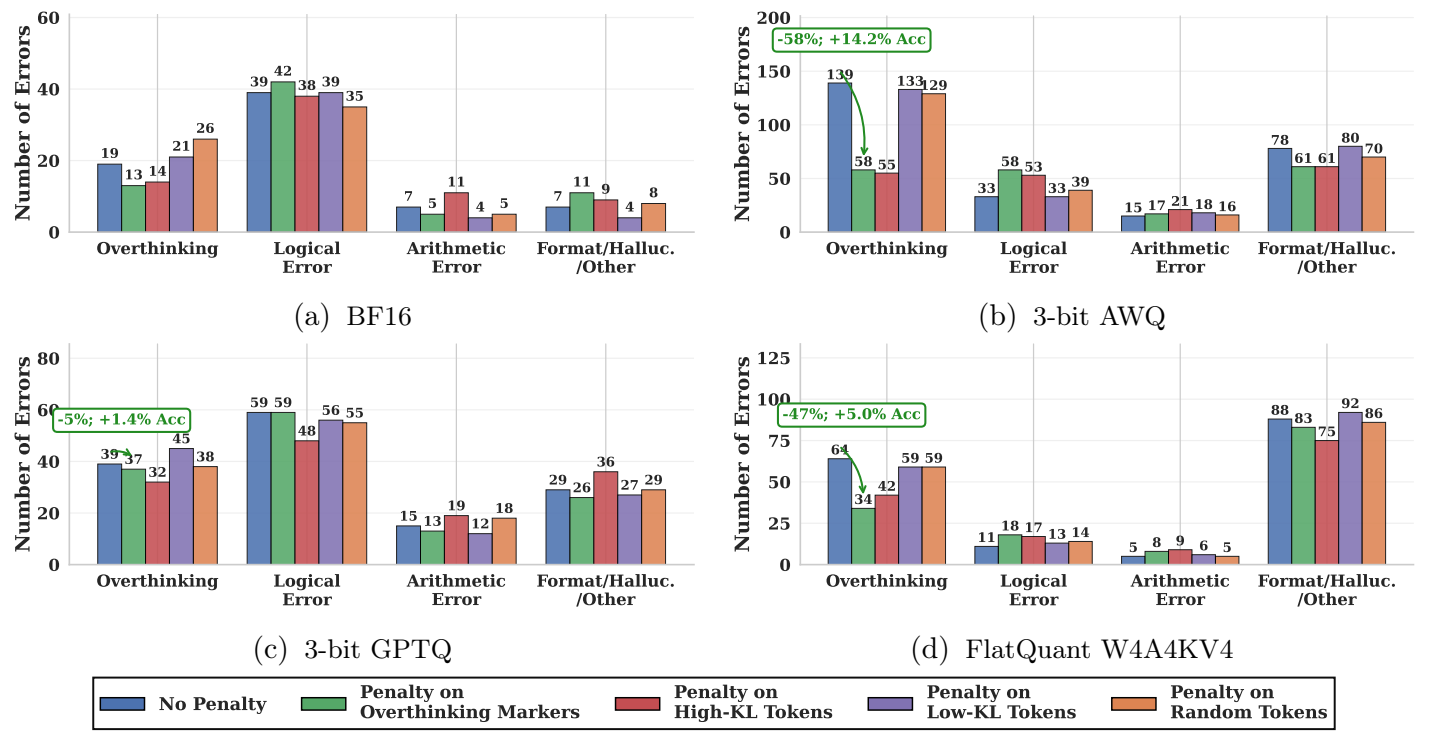 Number of Errors
60
40
20
0
19
13
14
21
26
39
42
38
39
35
7
5
11
4
5
7
11
9
4
8
Overthinking
Logical
Error
Arithmetic
Error
Format/Halluc.
/Other
(a) BF16
Number of Errors
200
150
100
50
0
-58%; +14.2% Acc
139
58
55
133
129
33
58
53
33
39
15
17
21
18
16
78
61
61
80
70
Overthinking
Logical
Error
Arithmetic
Error
Format/Halluc.
/Other
(b) 3-bit AWQ
Number of Errors
80
60
40
20
0
-5%; +1.4% Acc
39
37
32
45
38
59
59
48
56
55
15
13
19
12
18
29
26
36
27
29
Overthinking
Logical
Error
Arithmetic
Error
Format/Halluc.
/Other
(c) 3-bit GPTQ
Number of Errors
125
100
75
50
25
0
-47%; +5.0% Acc
64
34
42
59
59
11
18
17
13
14
5
8
9
6
5
88
83
75
92
86
Overthinking
Logical
Error
Arithmetic
Error
Format/Halluc.
/Other
(d) FlatQuant W4A4KV4
No Penalty
Penalty on
Overthinking Markers
Penalty on
High-KL Tokens
Penalty on
Low-KL Tokens
Penalty on
Random Tokens